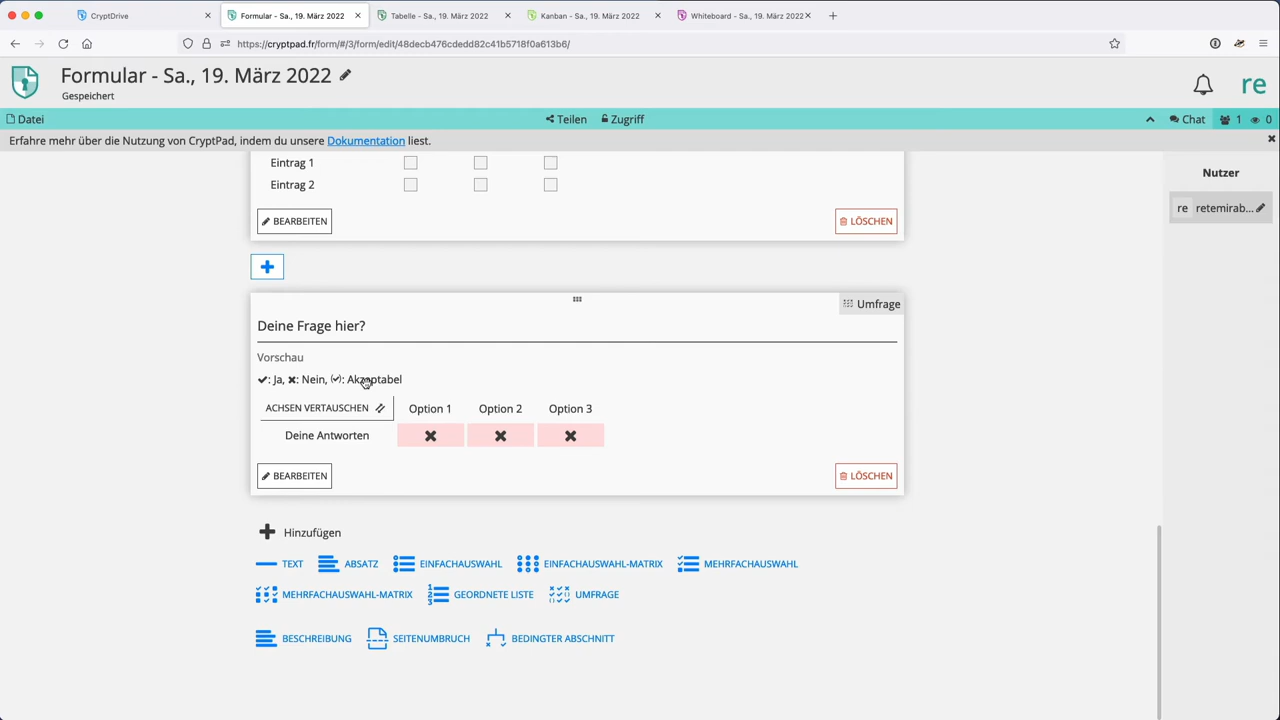 CryptDrive
Formular - Sa., 19. März 2022
Tabelle - Sa., 19. März 2022
Kanban - Sa., 19. März 2022
Whiteboard - Sa., 19. März 2022
https://cryptpad.fr/form/#/3/form/edit/48decb476cdedd82c41b5718f0a613b6/
Formular - Sa., 19. März 2022
Gespeichert
re
Datei
Teilen
Zugriff
Chat
1
0
Erfahre mehr über die Nutzung von CryptPad, indem du unsere Dokumentation liest.
Nutzer
re retemirab...
Eintrag 1
Eintrag 2
BEARBEITEN
LÖSCHEN
Umfrage
Deine Frage hier?
Vorschau
✔: Ja, ✖: Nein, (✔): Akzeptabel
ACHSEN VERTAUSCHEN Option 1 Option 2 Option 3
Deine Antworten
BEARBEITEN
LÖSCHEN
Hinzufügen
TEXT ABSATZ EINFACHAUSWAHL EINFACHAUSWAHL-MATRIX MEHRFACHAUSWAHL
MEHRFACHAUSWAHL-MATRIX GEORDNETE LISTE UMFRAGE
BESCHREIBUNG SEITENUMBRUCH BEDINGTER ABSCHNITT